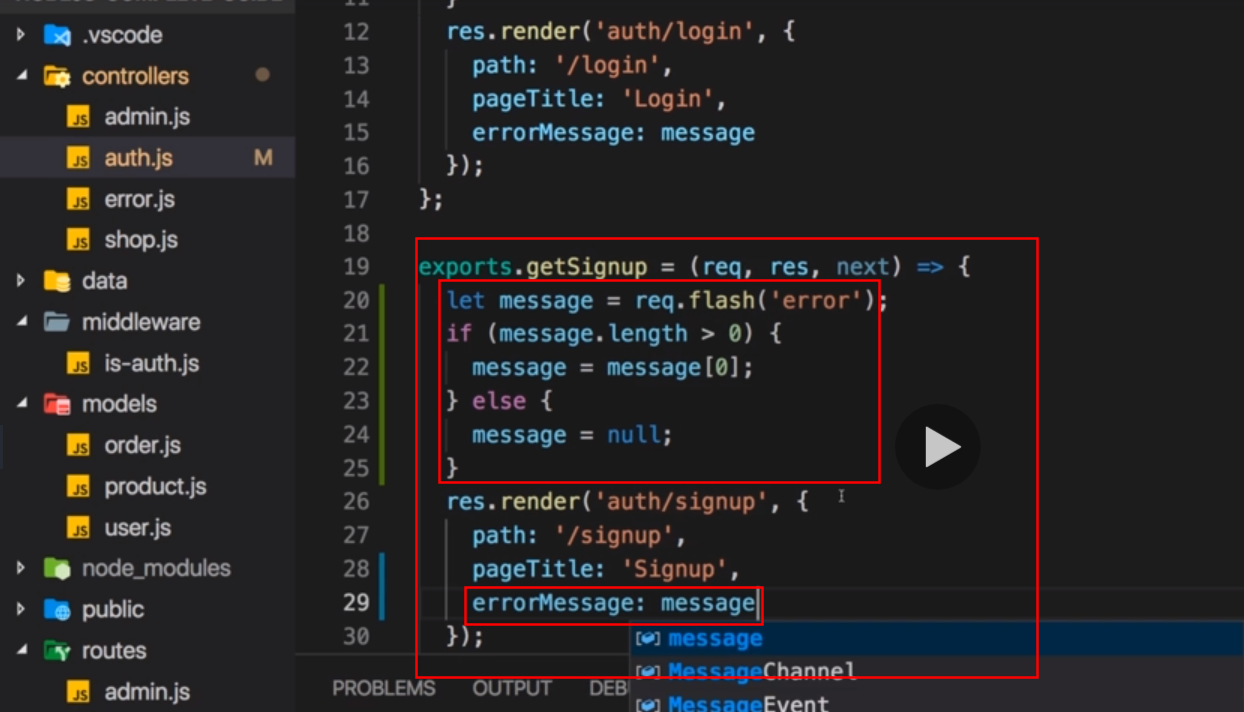 .vscode
controllers
admin.js
auth.js M
error.js
shop.js
data
middleware
is-auth.js
models
order.js
product.js
user.js
node_modules
public
routes
admin.js
11 }
12 res.render('auth/login', {
13 path: '/login',
14 pageTitle: 'Login',
15 errorMessage: message
16 });
17 };
18
19 exports.getSignup = (req, res, next) => {
20 let message = req.flash('error');
21 if (message.length > 0) {
22 message = message[0];
23 } else {
24 message = null;
25 }
26 res.render('auth/signup', {
27 path: '/signup',
28 pageTitle: 'Signup',
29 errorMessage: message
30 });
message
MessageChannel
MessageEvent
PROBLEMS OUTPUT DEB